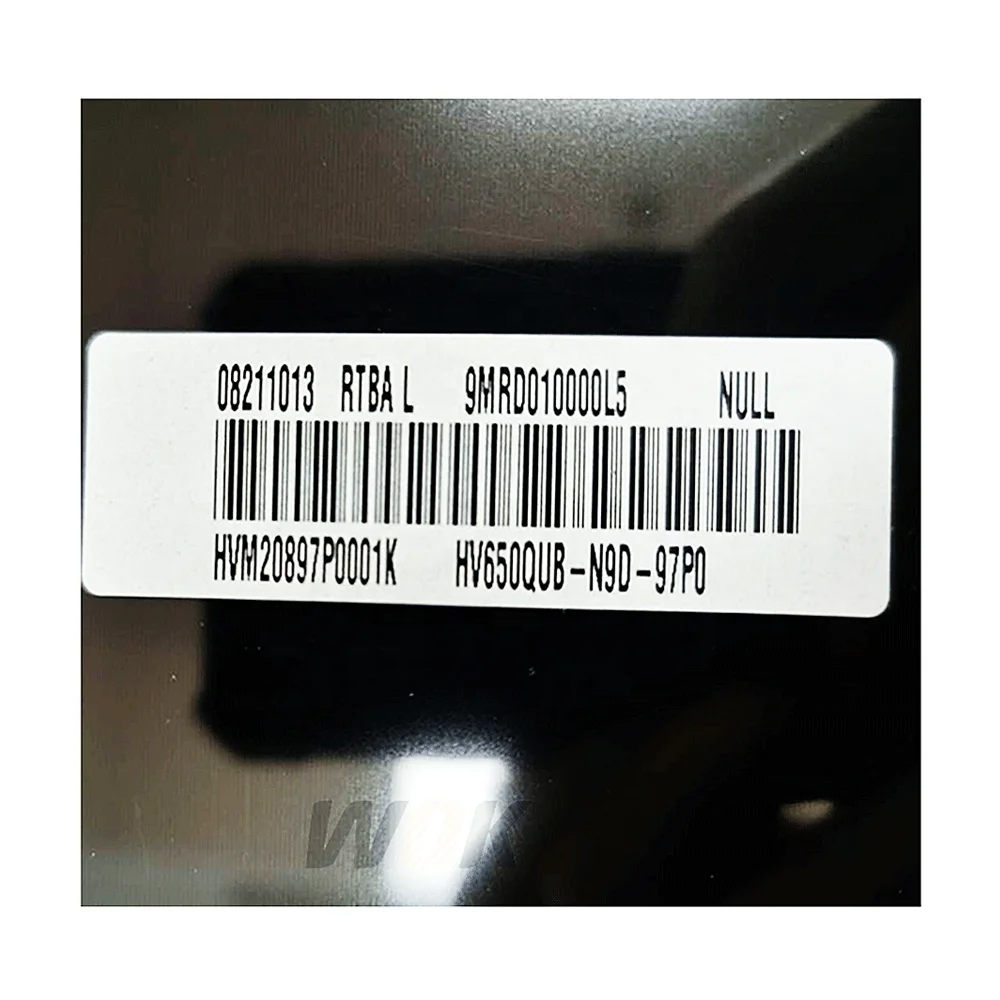 08211013 RTBA L 9MRD010000L5 NULL
HVM20897P0001K HV650QUB-N9D-97P0